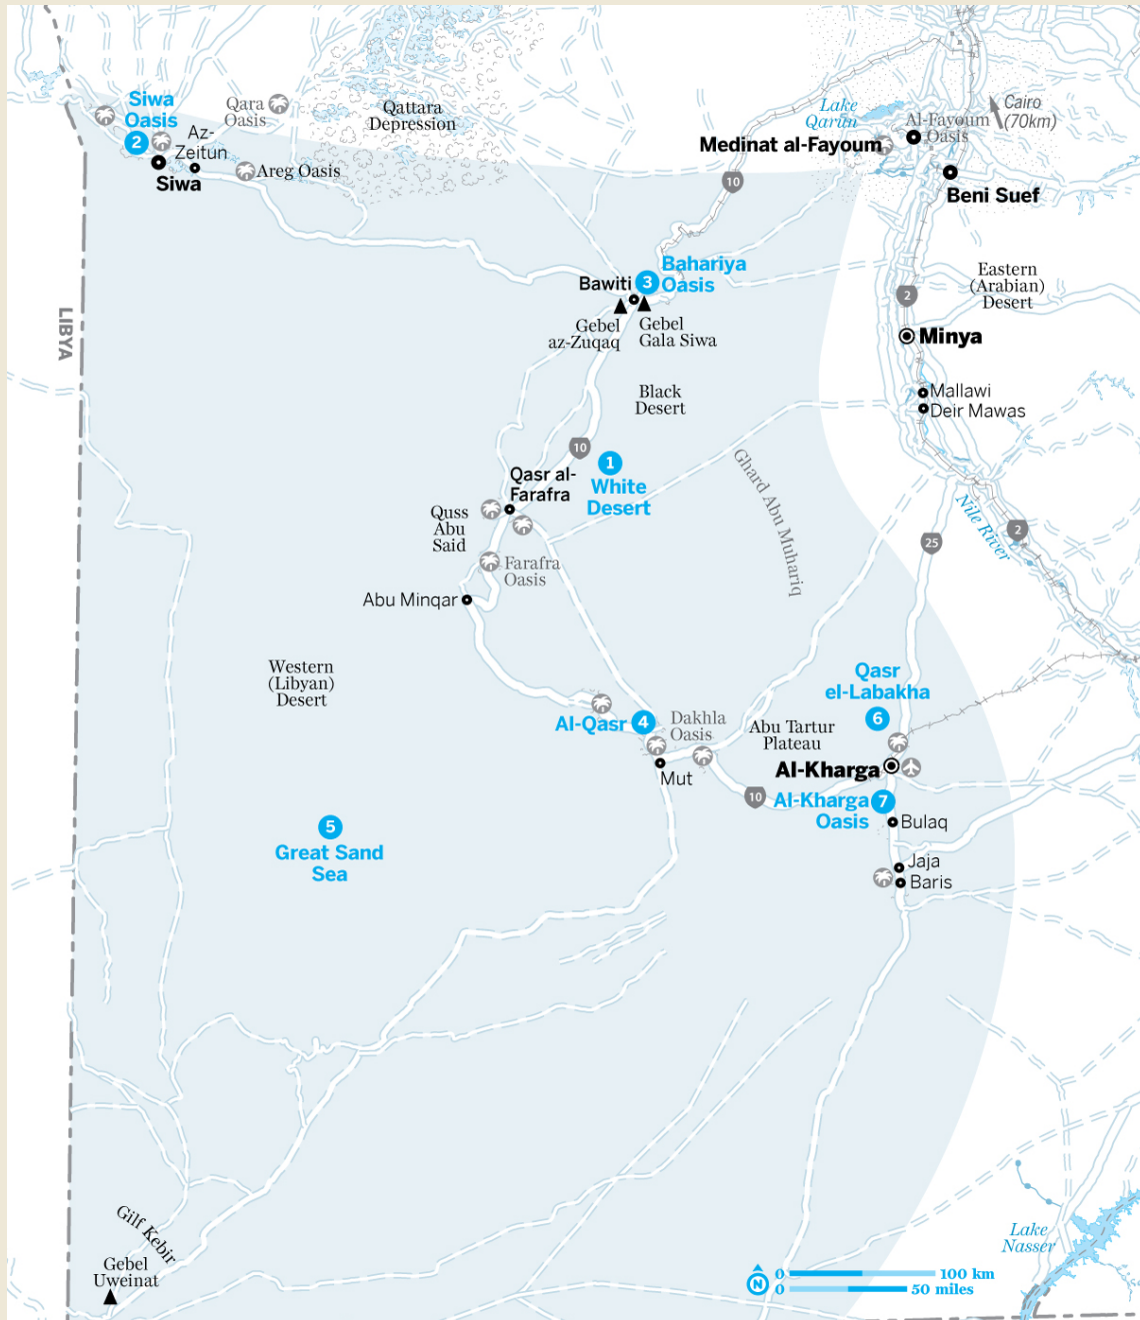 Siwa
Oasis
2
Az-
Zeitun
Siwa
Qara
Oasis
Areg Oasis
Qattara
Depression
Lake
Qarun
Al-Fayoum
Oasis
Cairo
(70km)
Medinat al-Fayoum
Beni Suef
10
LIBYA
Bawiti
3
Bahariya
Oasis
Gebel
az-Zuqaq
Gebel
Gala Siwa
Eastern
(Arabian)
Desert
2
Minya
Mallawi
Deir Mawas
Black
Desert
10
1
White
Desert
Qasr al-
Farafra
Quss
Abu
Said
Farafra
Oasis
Abu Minqar
Ghard Abu Muhariq
Nile River
2
25
Western
(Libyan)
Desert
Qasr
el-Labakha
6
Al-Qasr
4
Dakhla
Oasis
Abu Tartur
Plateau
Mut
Al-Kharga
10
Al-Kharga
Oasis
7
Bulaq
5
Great Sand
Sea
Jaja
Baris
Gilf Kebir
Gebel
Uweinat
Lake
Nasser
N
0
100 km
0
50 miles